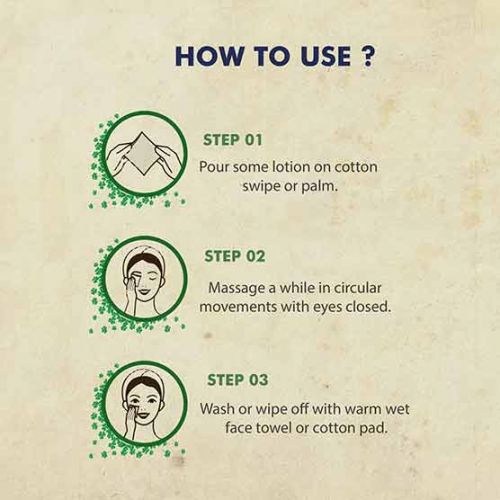 HOW TO USE ?
STEP 01
Pour some lotion on cotton
swipe or palm.
STEP 02
Massage a while in circular
movements with eyes closed.
STEP 03
Wash or wipe off with warm wet
face towel or cotton pad.